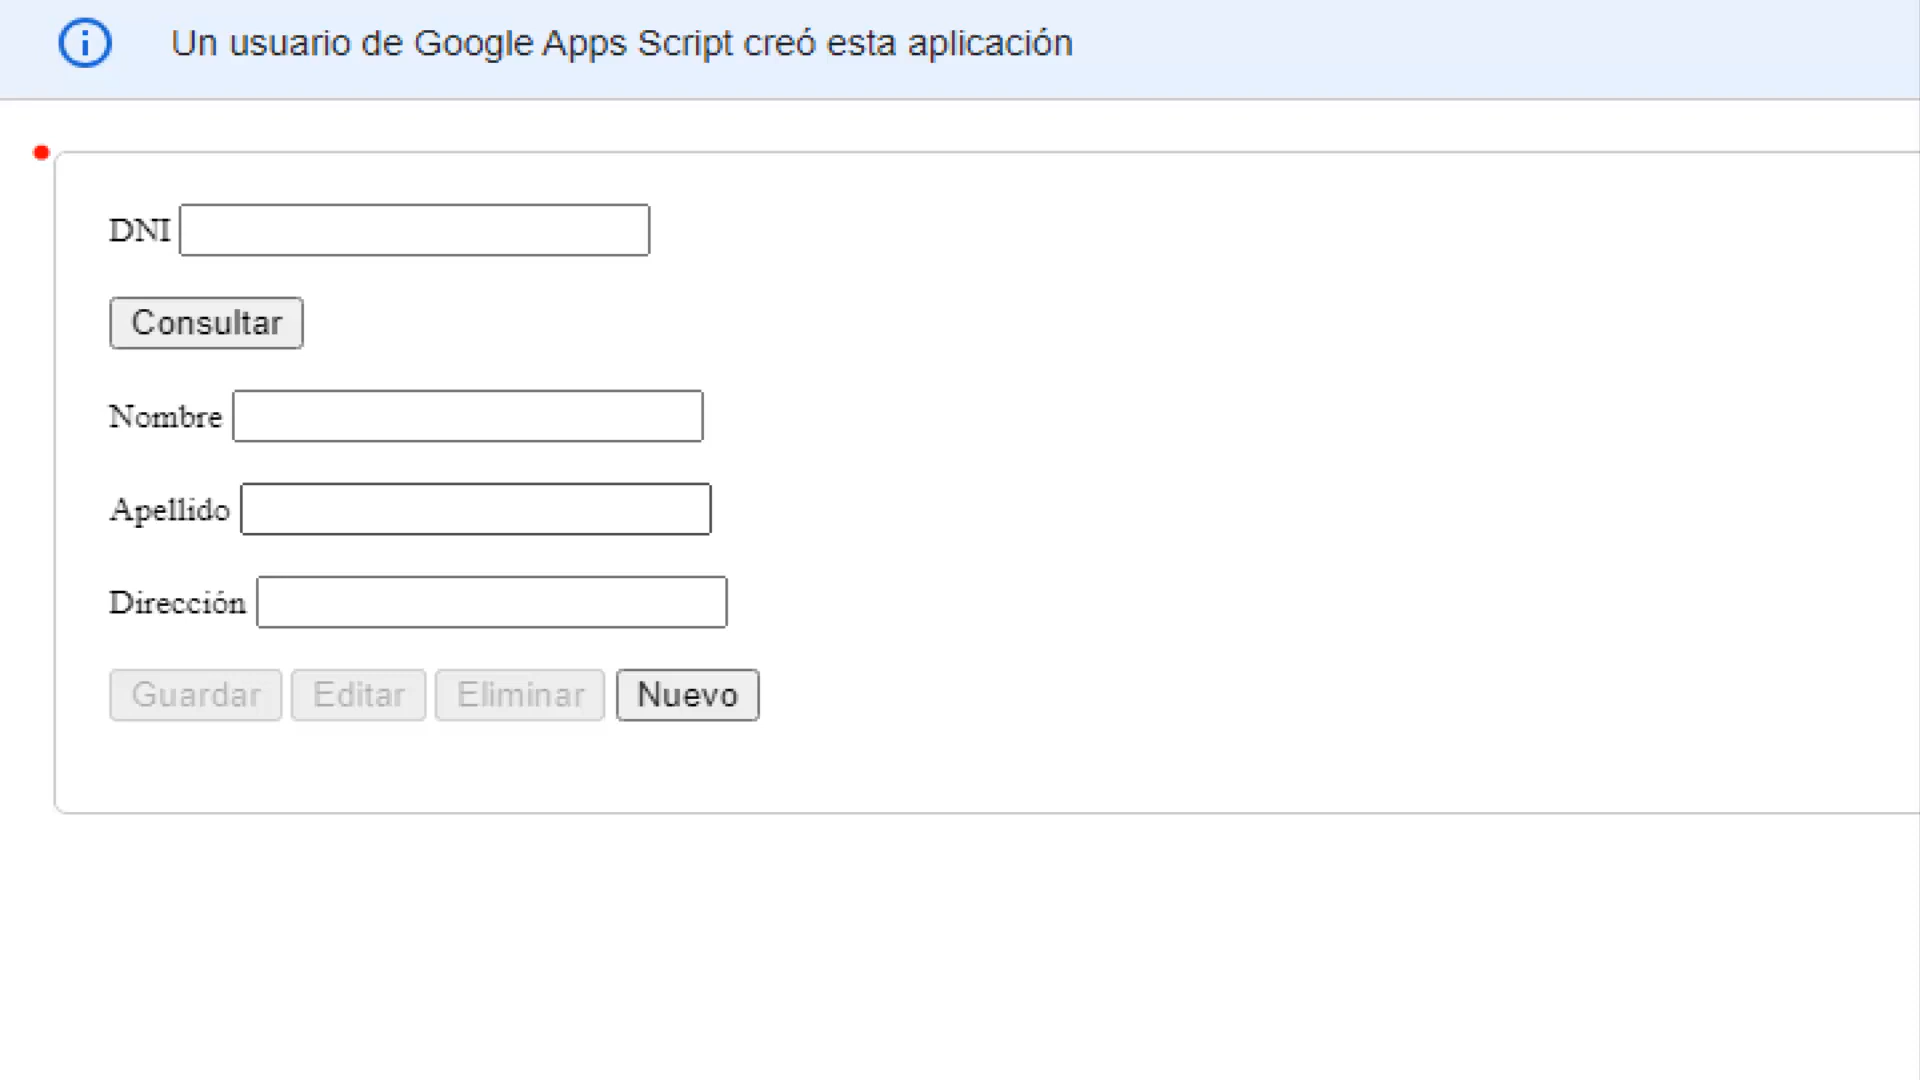 Un usuario de Google Apps Script creó esta aplicación
DNI
Consultar
Nombre
Apellido
Dirección
Guardar Editar Eliminar Nuevo